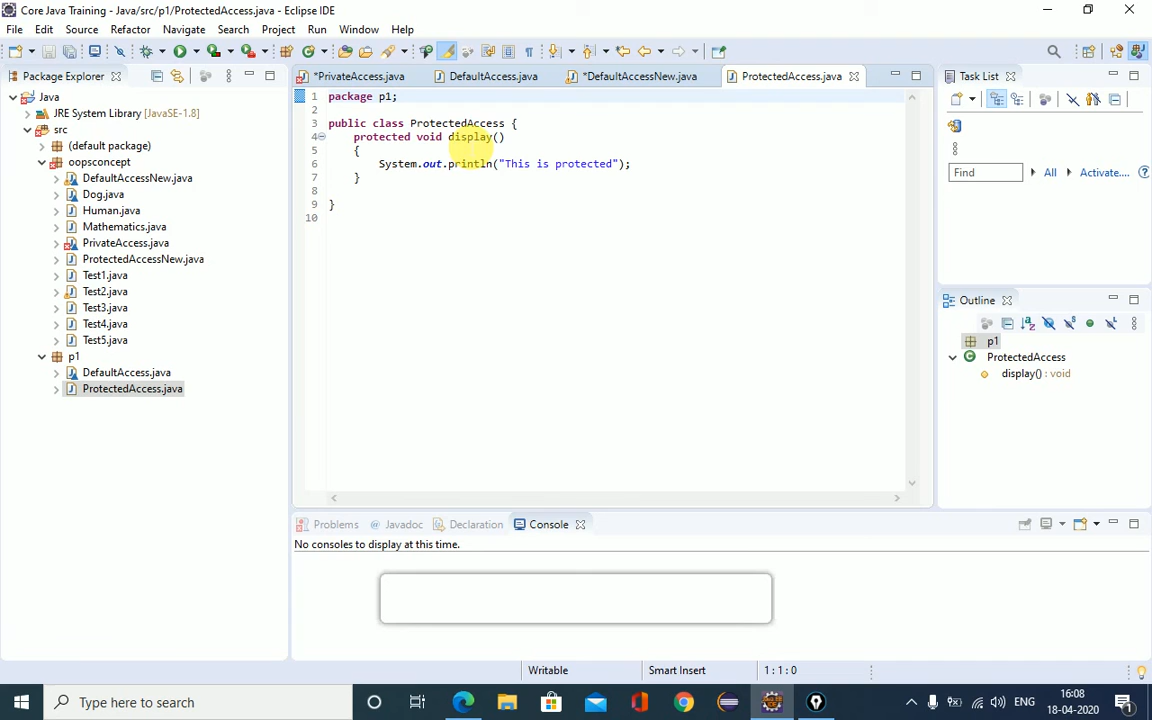 Core Java Training - Java/src/p1/ProtectedAccess.java - Eclipse IDE
File Edit Source Refactor Navigate Search Project Run Window Help
Package Explorer
*PrivateAccess.java
DefaultAccess.java
*DefaultAccessNew.java
ProtectedAccess.java
Task List
Java
JRE System Library [JavaSE-1.8]
src
(default package)
oopsconcept
DefaultAccessNew.java
Dog.java
Human.java
Mathematics.java
PrivateAccess.java
ProtectedAccessNew.java
Test1.java
Test2.java
Test3.java
Test4.java
Test5.java
p1
DefaultAccess.java
ProtectedAccess.java
1 package p1;
2
3 public class ProtectedAccess {
4 protected void display()
5 {
6 System.out.println("This is protected");
7 }
8
9 }
10
Find All Activate....
Outline
p1
ProtectedAccess
display() : void
Problems @ Javadoc Declaration Console
No consoles to display at this time.
Writable Smart Insert 1 : 1 : 0
Type here to search
ENG
16:08
18-04-2020
1